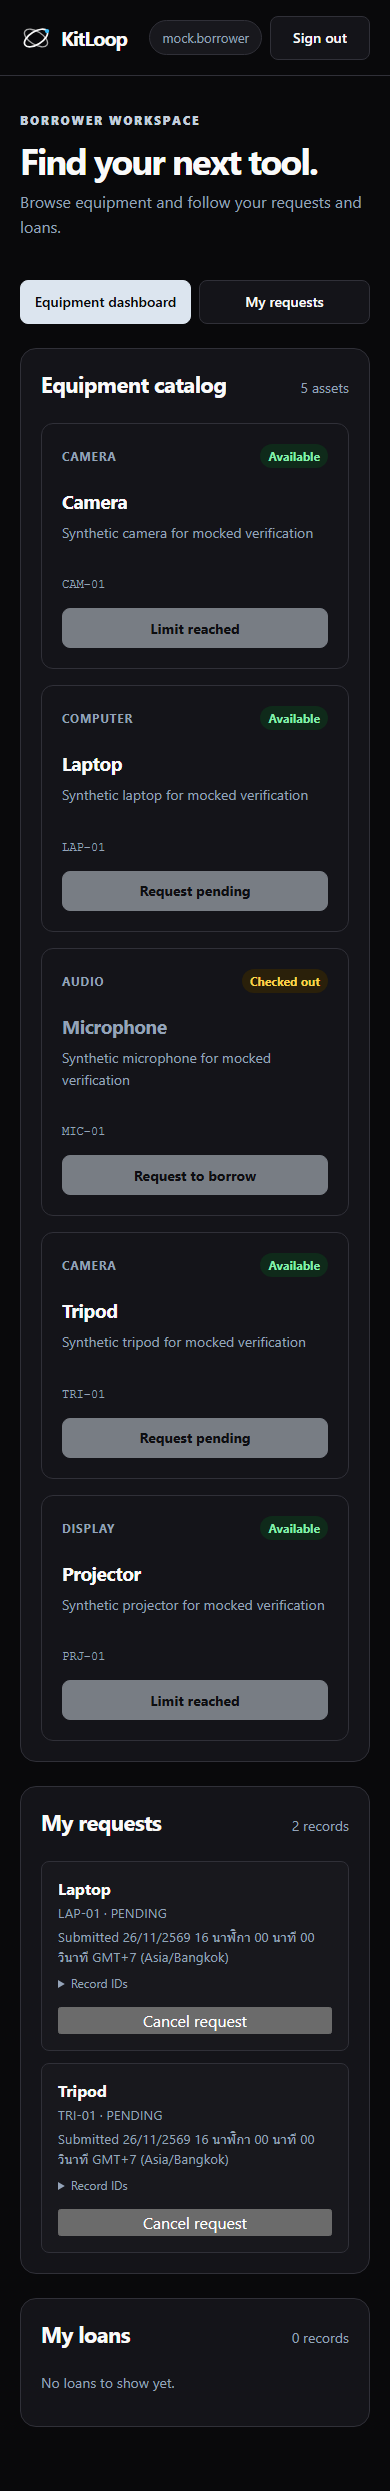 KitLoop
mock.borrower
Sign out
BORROWER WORKSPACE
Find your next tool.
Browse equipment and follow your requests and
loans.
Equipment dashboard
My requests
Equipment catalog
5 assets
CAMERA
Available
Camera
Synthetic camera for mocked verification
CAM-01
Limit reached
COMPUTER
Available
Laptop
Synthetic laptop for mocked verification
LAP-01
Request pending
AUDIO
Checked out
Microphone
Synthetic microphone for mocked
verification
MIC-01
Request to borrow
CAMERA
Available
Tripod
Synthetic tripod for mocked verification
TRI-01
Request pending
DISPLAY
Available
Projector
Synthetic projector for mocked verification
PRJ-01
Limit reached
My requests
2 records
Laptop
LAP-01 · PENDING
Submitted 26/11/2569 16 นาฬิกา 00 นาที 00
วินาที GMT+7 (Asia/Bangkok)
▶ Record IDs
Cancel request
Tripod
TRI-01 · PENDING
Submitted 26/11/2569 16 นาฬิกา 00 นาที 00
วินาที GMT+7 (Asia/Bangkok)
▶ Record IDs
Cancel request
My loans
0 records
No loans to show yet.